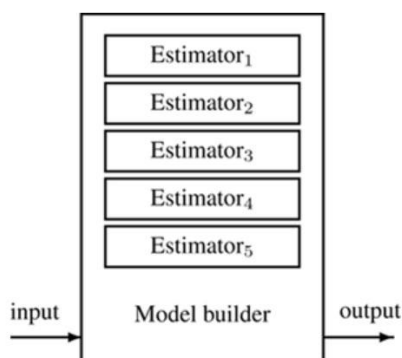 Estimator₁
Estimator₂
Estimator₃
Estimator₄
Estimator₅
input Model builder output